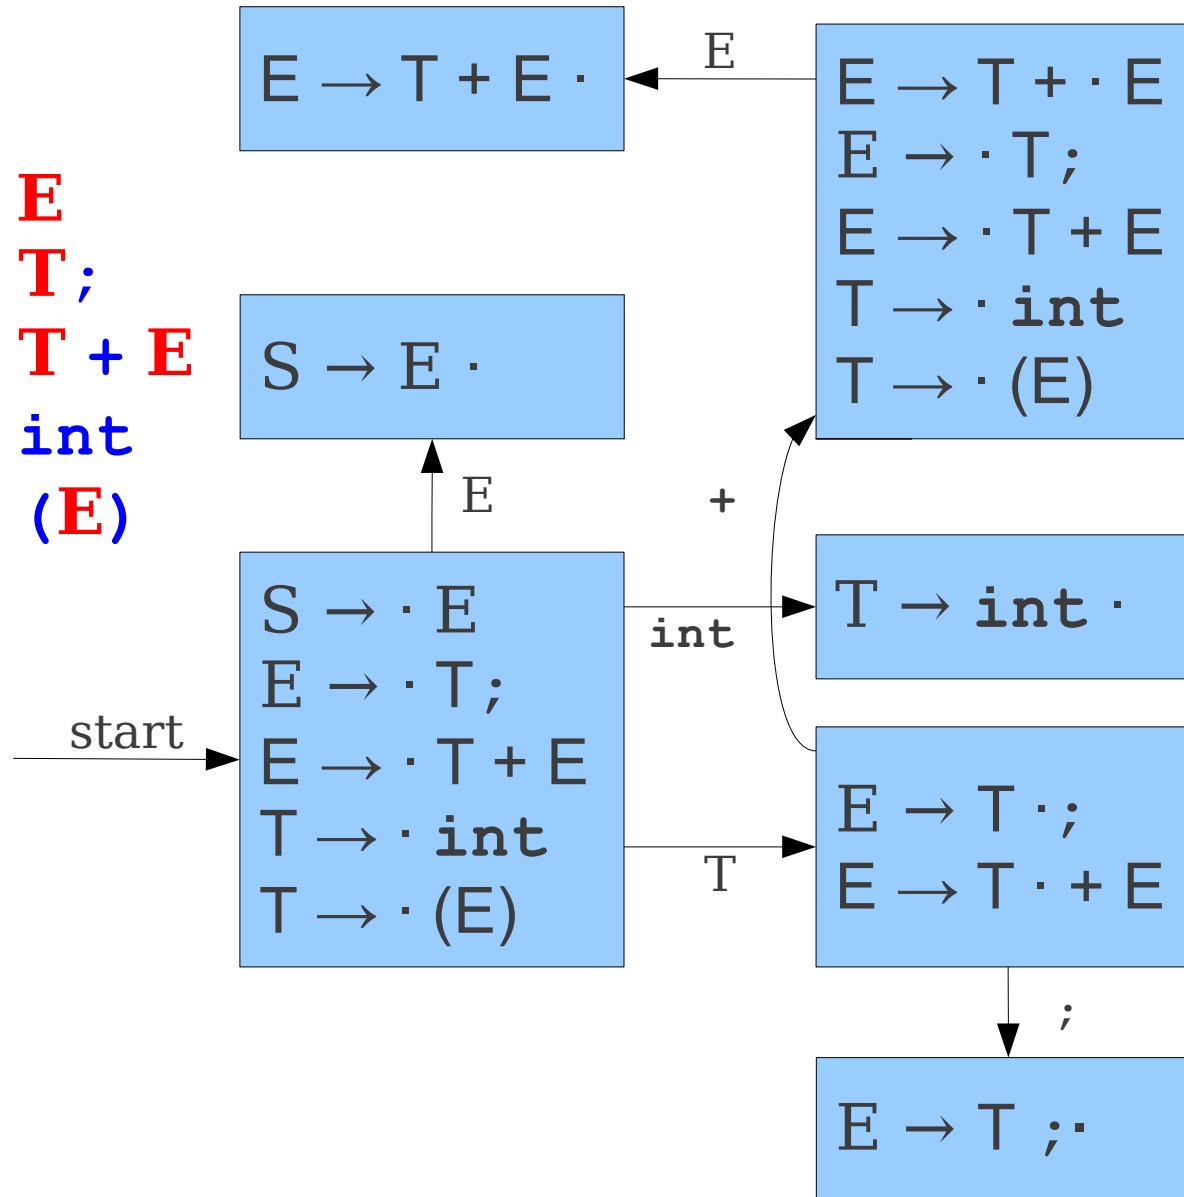 E → T + E ·
E
E → T + · E
E → · T ;
E → · T + E
T → · int
T → · (E)
E
T ;
T + E
int
(E)
S → E ·
E
+
S → · E
E → · T ;
E → · T + E
T → · int
T → · (E)
start
int
T → int ·
T
E → T · ;
E → T · + E
;
E → T ; ·